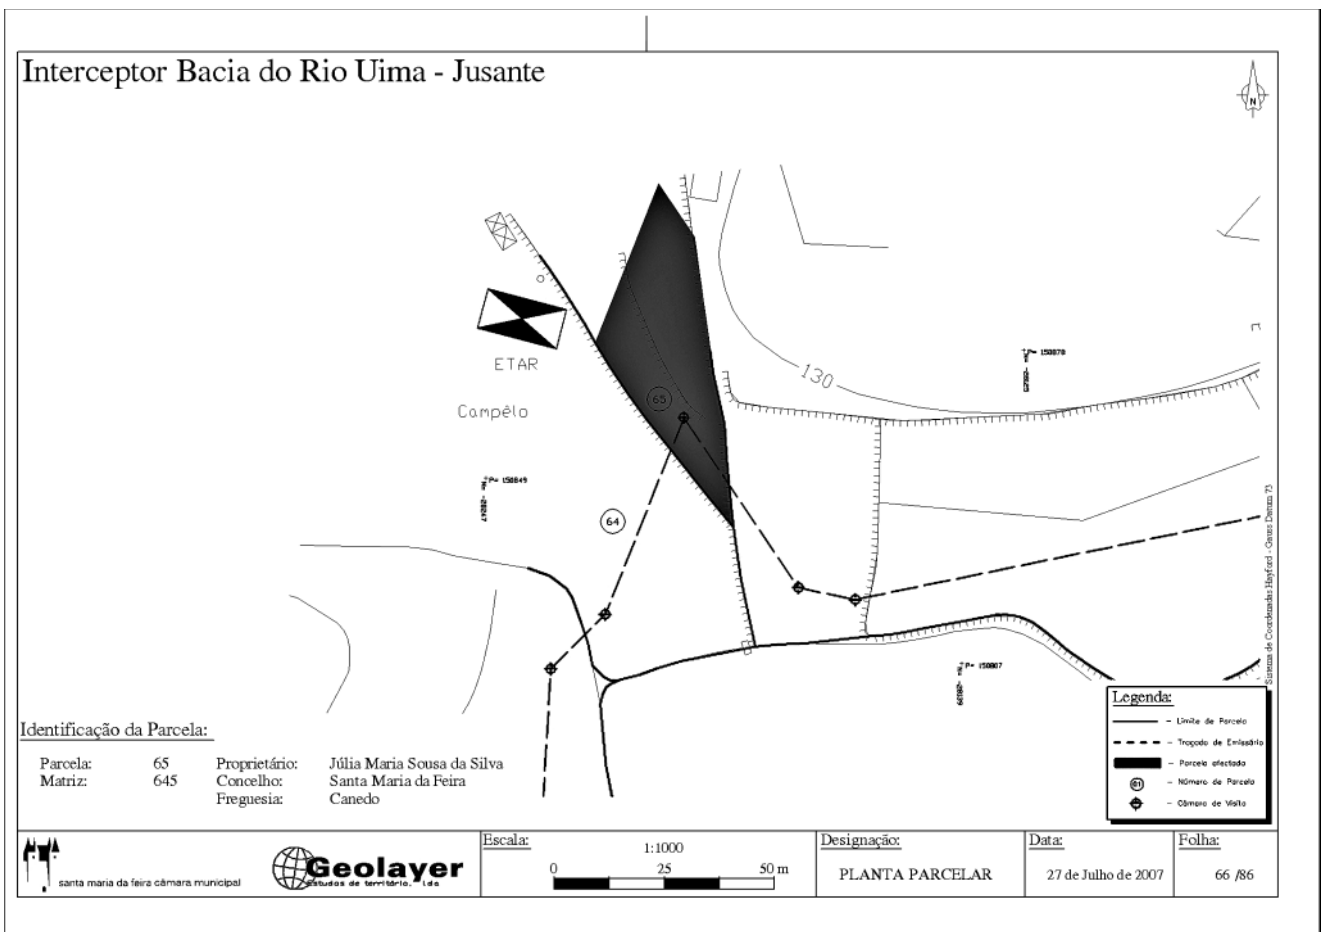 Interceptor Bacia do Rio Uima - Jusante
N
130
P= 150878
ETAR
65
Campêlo
P= 150849
M= -28247
64
Sistema de Coordenadas Hayford - Gauss Datum 73
P= 150807
Legenda:
- Limite de Parcela
- Traçado de Emissário
- Parcela afectada
01 - Número de Parcela
- Câmara de Visita
Identificação da Parcela:
Parcela: 65 Proprietário: Júlia Maria Sousa da Silva
Matriz: 645 Concelho: Santa Maria da Feira
Freguesia: Canedo
santa maria da feira câmara municipal
Geolayer
Estudos de território, lda
Escala:
1:1000
0 25 50 m
Designação:
PLANTA PARCELAR
Data:
27 de Julho de 2007
Folha:
66 /86